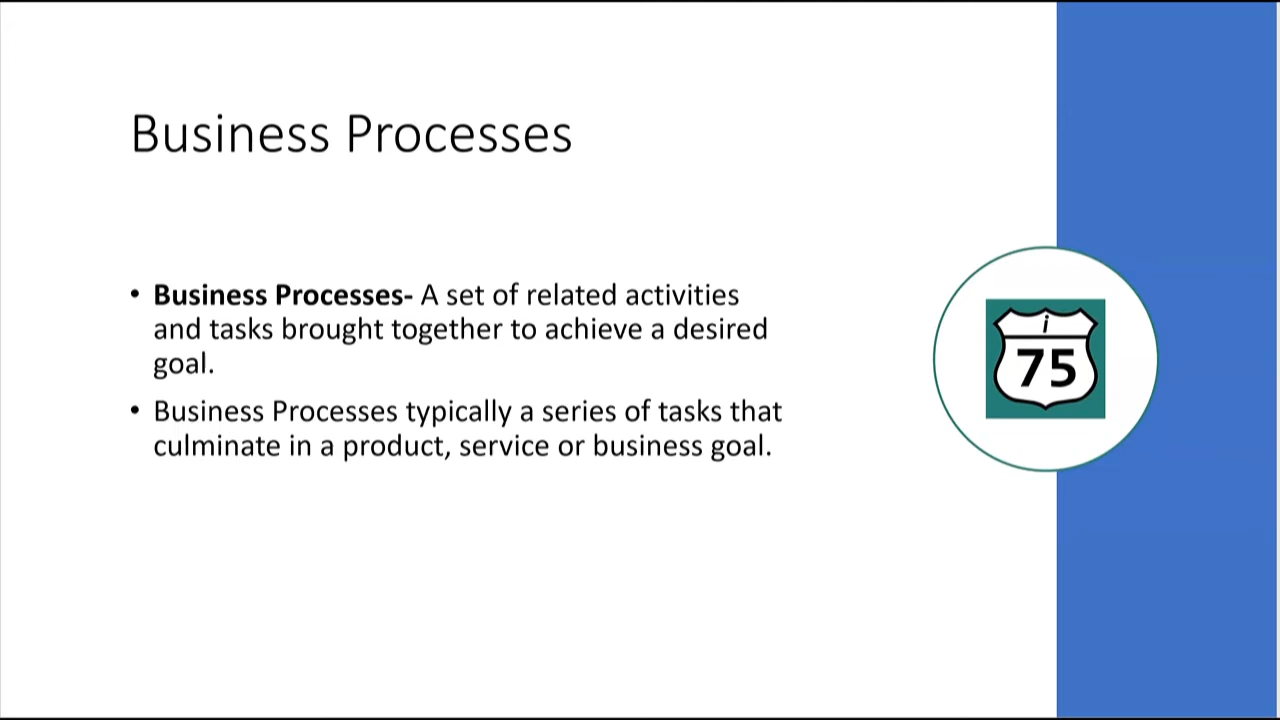 Business Processes
• Business Processes- A set of related activities
and tasks brought together to achieve a desired
goal.
• Business Processes typically a series of tasks that
culminate in a product, service or business goal.
i
75